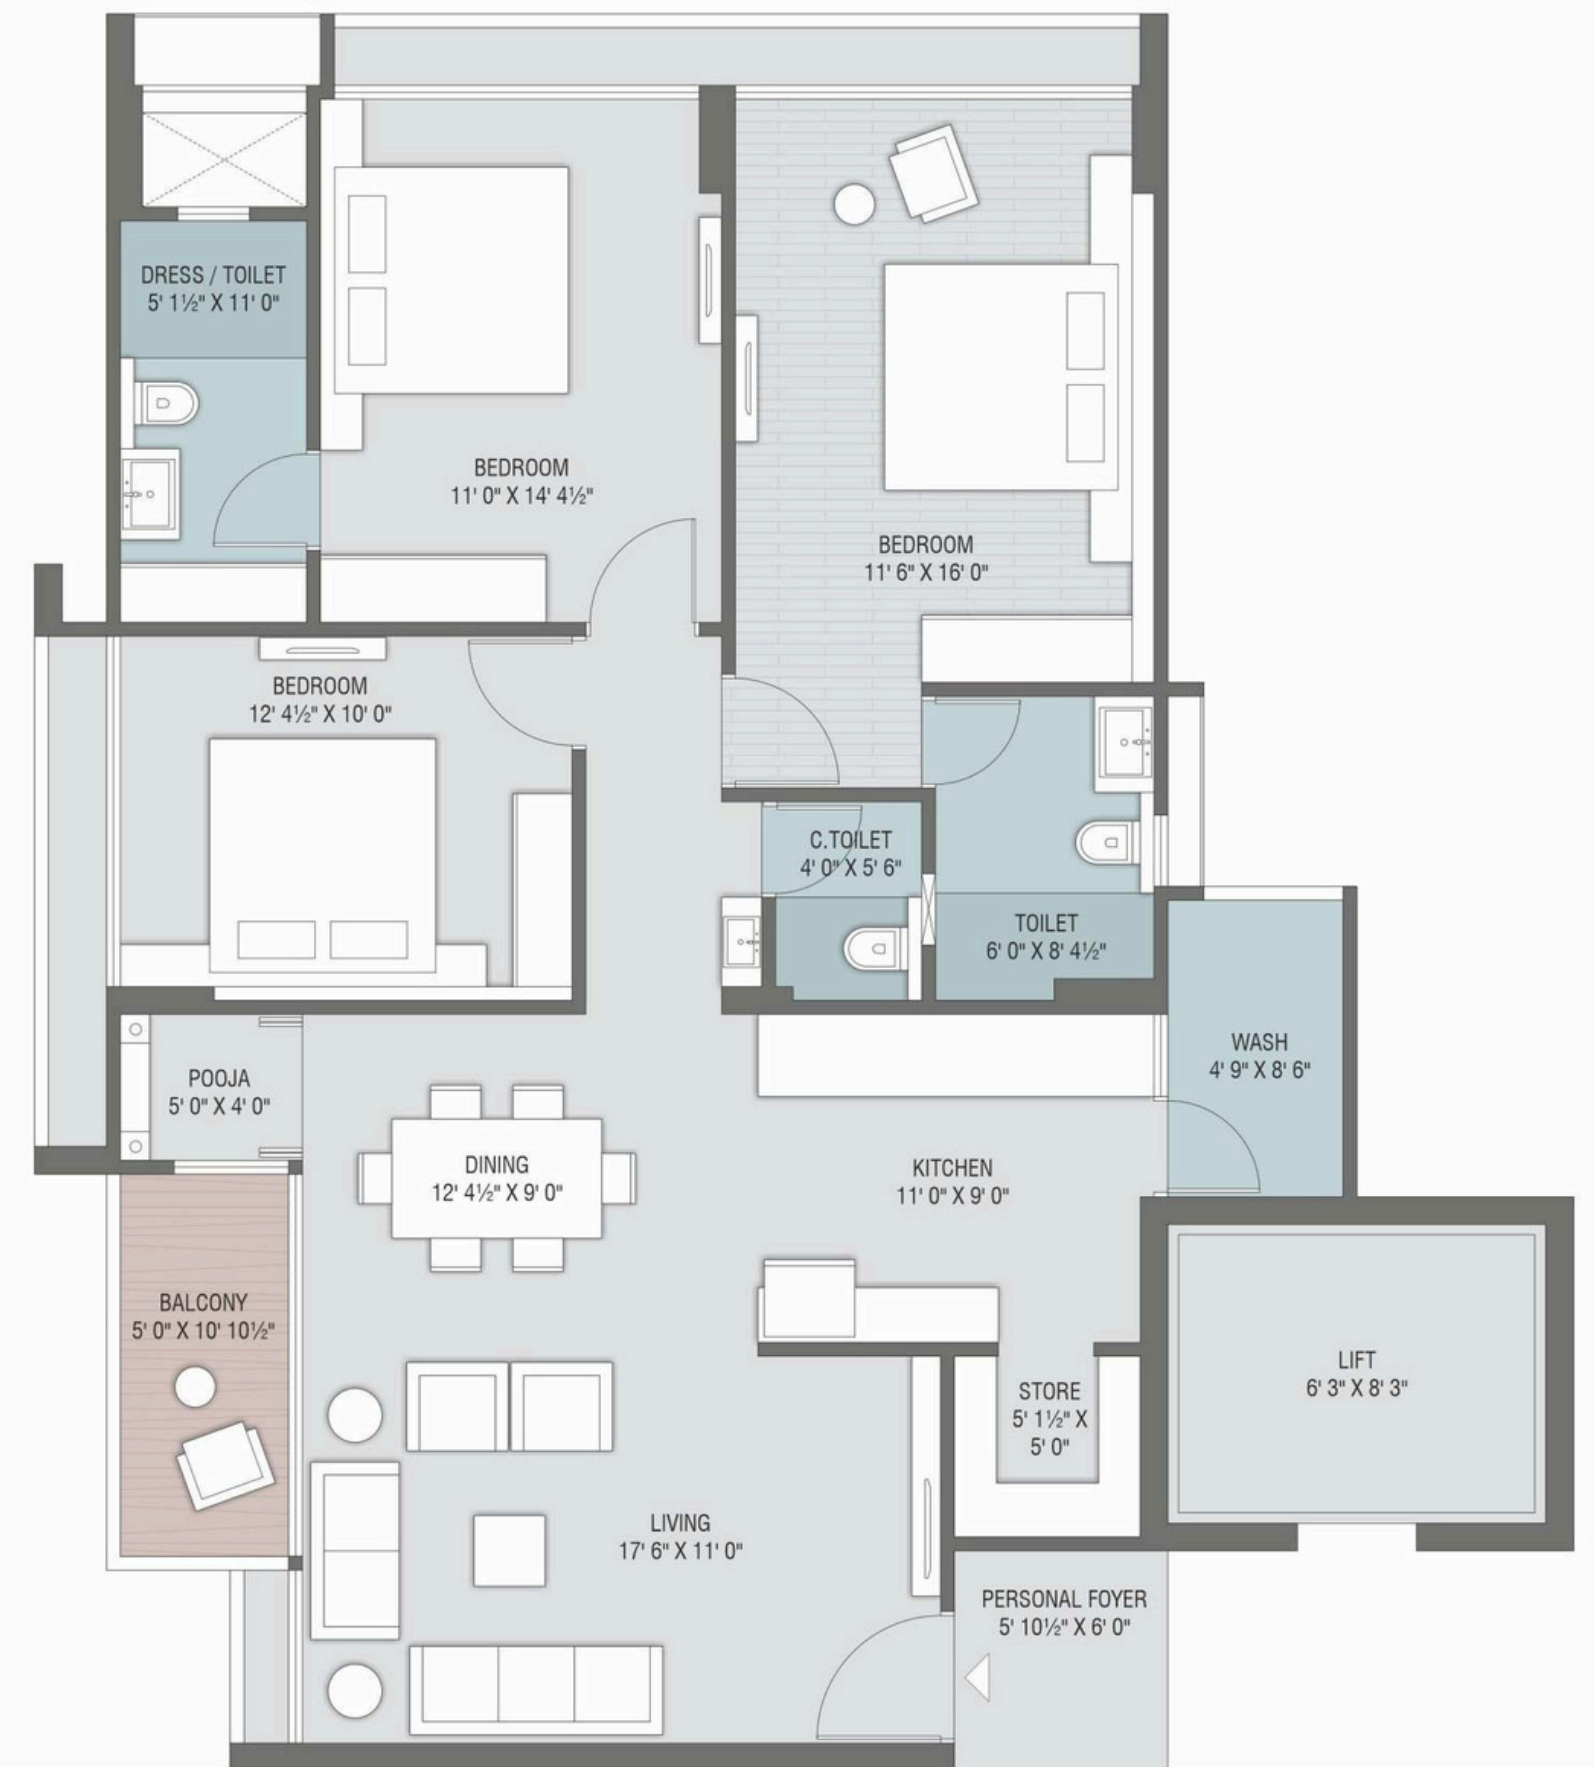 DRESS / TOILET
5' 1½" X 11' 0"
BEDROOM
11' 0" X 14' 4½"
BEDROOM
11' 6" X 16' 0"
BEDROOM
12' 4½" X 10' 0"
C.TOILET
4' 0" X 5' 6"
TOILET
6' 0" X 8' 4½"
WASH
4' 9" X 8' 6"
POOJA
5' 0" X 4' 0"
DINING
12' 4½" X 9' 0"
KITCHEN
11' 0" X 9' 0"
BALCONY
5' 0" X 10' 10½"
LIFT
6' 3" X 8' 3"
STORE
5' 1½" X
5' 0"
LIVING
17' 6" X 11' 0"
PERSONAL FOYER
5' 10½" X 6' 0"